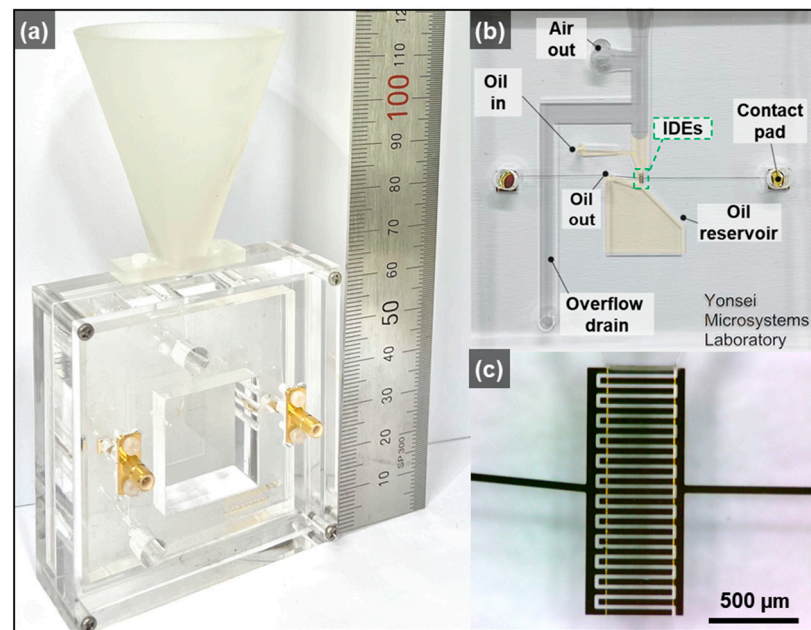 (a)
120
100
90
80
70
60
50
40
30
20
10
SP 300
(b)
Air
out
Oil
in
IDEs
Contact
pad
Oil
out
Oil
reservoir
Overflow
drain
Yonsei
Microsystems
Laboratory
(c)
500 µm